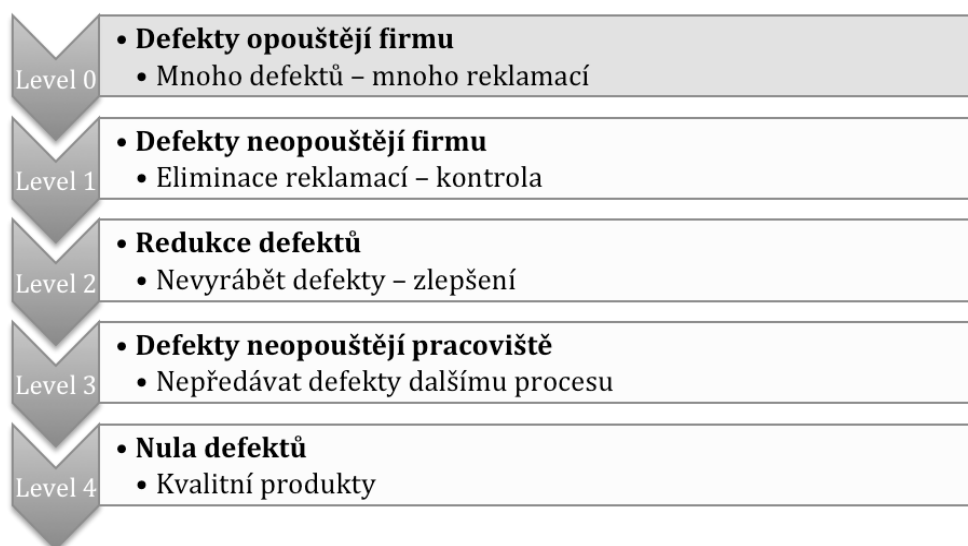 Level 0
• Defekty opouštějí firmu
• Mnoho defektů – mnoho reklamací
Level 1
• Defekty neopouštějí firmu
• Eliminace reklamací – kontrola
Level 2
• Redukce defektů
• Nevyrábět defekty – zlepšení
Level 3
• Defekty neopouštějí pracoviště
• Nepředávat defekty dalšímu procesu
Level 4
• Nula defektů
• Kvalitní produkty